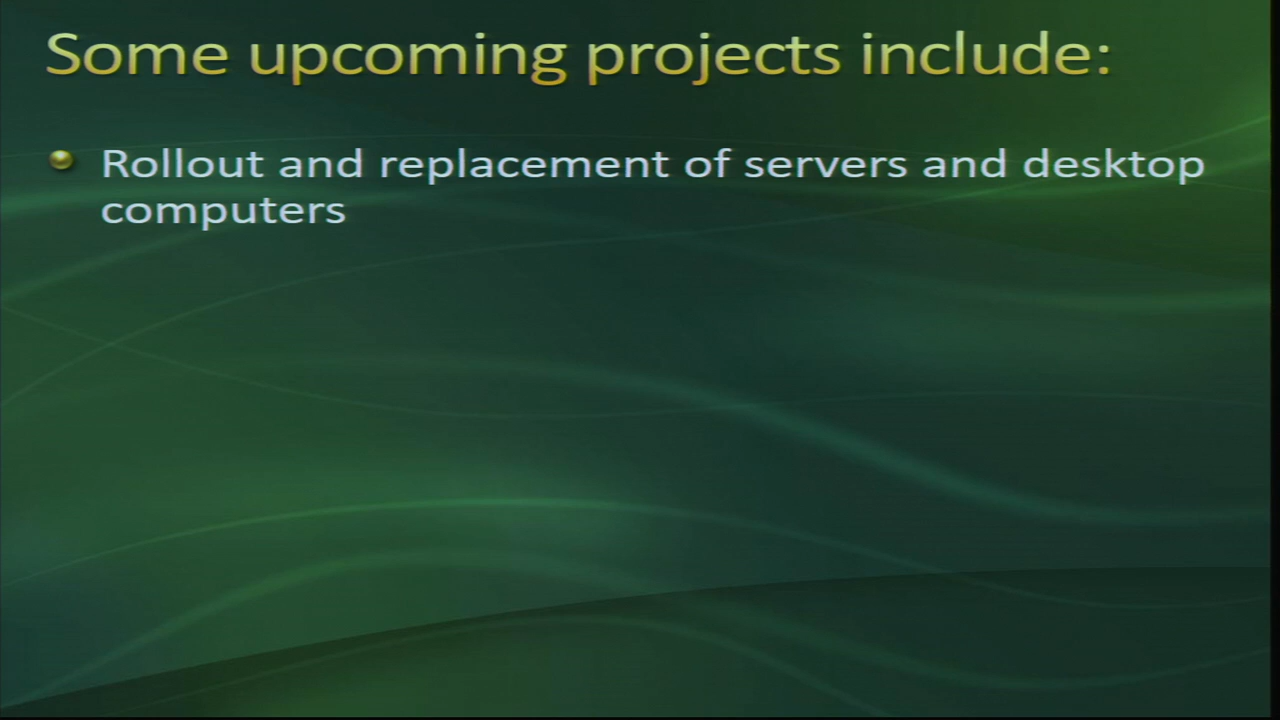 Some upcoming projects include:
Rollout and replacement of servers and desktop
computers